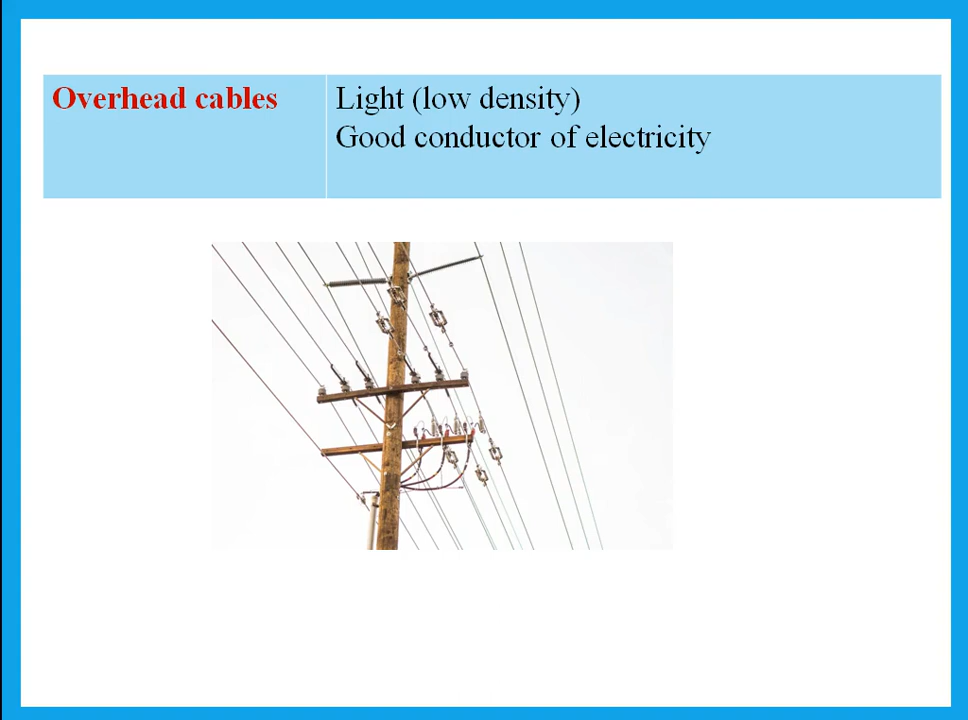 Overhead cables
Light (low density)
Good conductor of electricity